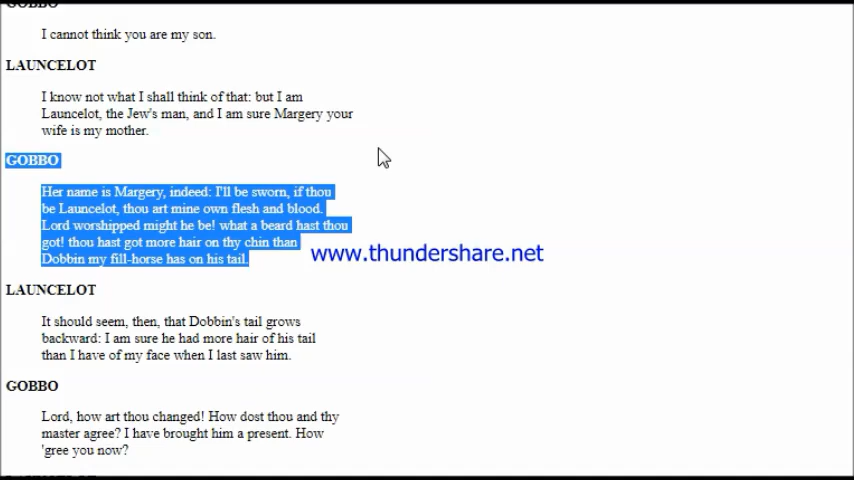 GOBBO
I cannot think you are my son.
LAUNCELOT
I know not what I shall think of that: but I am
Launcelot, the Jew's man, and I am sure Margery your
wife is my mother.
GOBBO
Her name is Margery, indeed: I'll be sworn, if thou
be Launcelot, thou art mine own flesh and blood.
Lord worshipped might he be! what a beard hast thou
got! thou hast got more hair on thy chin than
Dobbin my fill-horse has on his tail.
www.thundershare.net
LAUNCELOT
It should seem, then, that Dobbin's tail grows
backward: I am sure he had more hair of his tail
than I have of my face when I last saw him.
GOBBO
Lord, how art thou changed! How dost thou and thy
master agree? I have brought him a present. How
'gree you now?